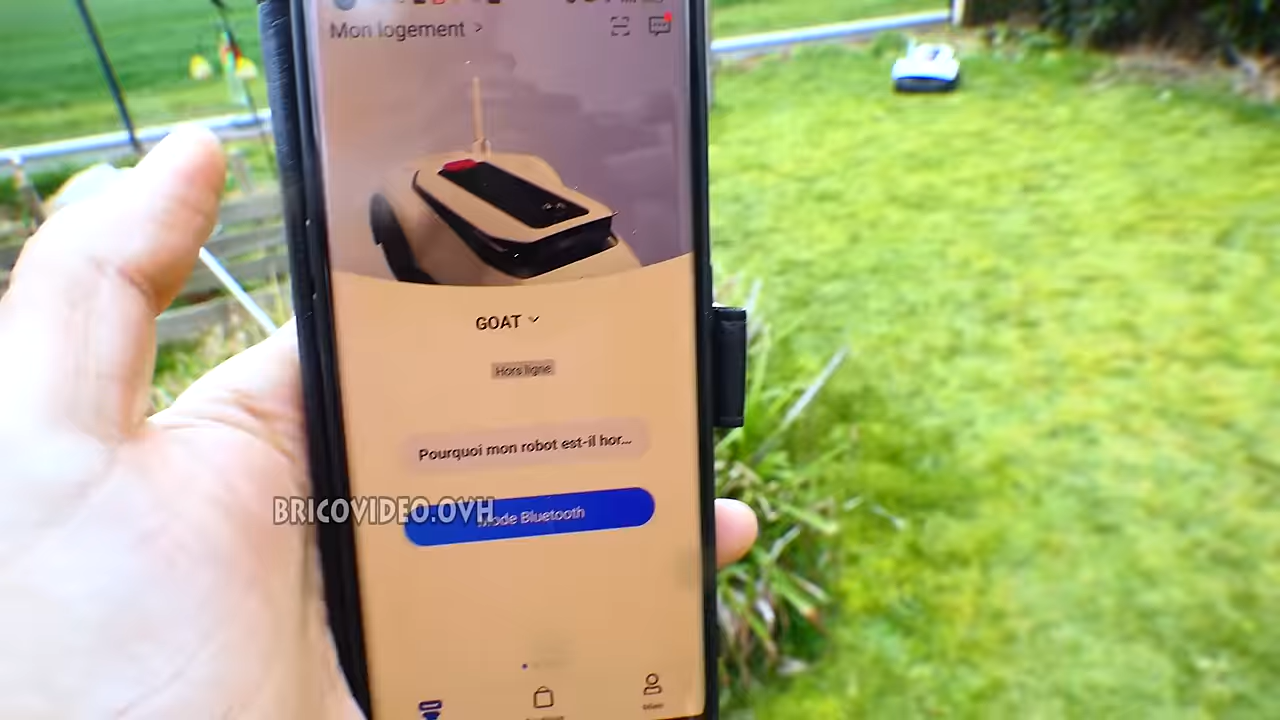 Mon logement >
GOAT
Hors ligne
Pourquoi mon robot est-il hor...
BRICOVIDEO.OVH
Mode Bluetooth